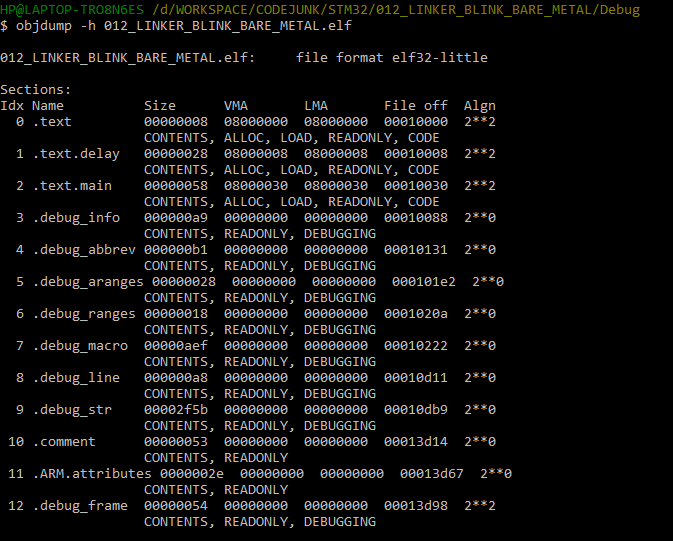 HP@LAPTOP-TRO8NG6ES /d/WORKSPACE/CODEJUNK/STM32/012_LINKER_BLINK_BARE_METAL/Debug
$ objdump -h 012_LINKER_BLINK_BARE_METAL.elf
012_LINKER_BLINK_BARE_METAL.elf:     file format elf32-little
Sections:
Idx Name          Size      VMA       LMA       File off  Algn
  0 .text         00000008  08000000  08000000  00010000  2**2
                  CONTENTS, ALLOC, LOAD, READONLY, CODE
  1 .text.delay   00000028  08000008  08000008  00010008  2**2
                  CONTENTS, ALLOC, LOAD, READONLY, CODE
  2 .text.main    00000058  08000030  08000030  00010030  2**2
                  CONTENTS, ALLOC, LOAD, READONLY, CODE
  3 .debug_info   000000a9  00000000  00000000  00010088  2**0
                  CONTENTS, READONLY, DEBUGGING
  4 .debug_abbrev 000000b1  00000000  00000000  00010131  2**0
                  CONTENTS, READONLY, DEBUGGING
  5 .debug_aranges 00000028  00000000  00000000  000101e2  2**0
                  CONTENTS, READONLY, DEBUGGING
  6 .debug_ranges 00000018  00000000  00000000  0001020a  2**0
                  CONTENTS, READONLY, DEBUGGING
  7 .debug_macro  00000aef  00000000  00000000  00010222  2**0
                  CONTENTS, READONLY, DEBUGGING
  8 .debug_line   000000a8  00000000  00000000  00010d11  2**0
                  CONTENTS, READONLY, DEBUGGING
  9 .debug_str    00002f5b  00000000  00000000  00010db9  2**0
                  CONTENTS, READONLY, DEBUGGING
 10 .comment      00000053  00000000  00000000  00013d14  2**0
                  CONTENTS, READONLY
 11 .ARM.attributes 0000002e  00000000  00000000  00013d67  2**0
                  CONTENTS, READONLY
 12 .debug_frame  00000054  00000000  00000000  00013d98  2**2
                  CONTENTS, READONLY, DEBUGGING